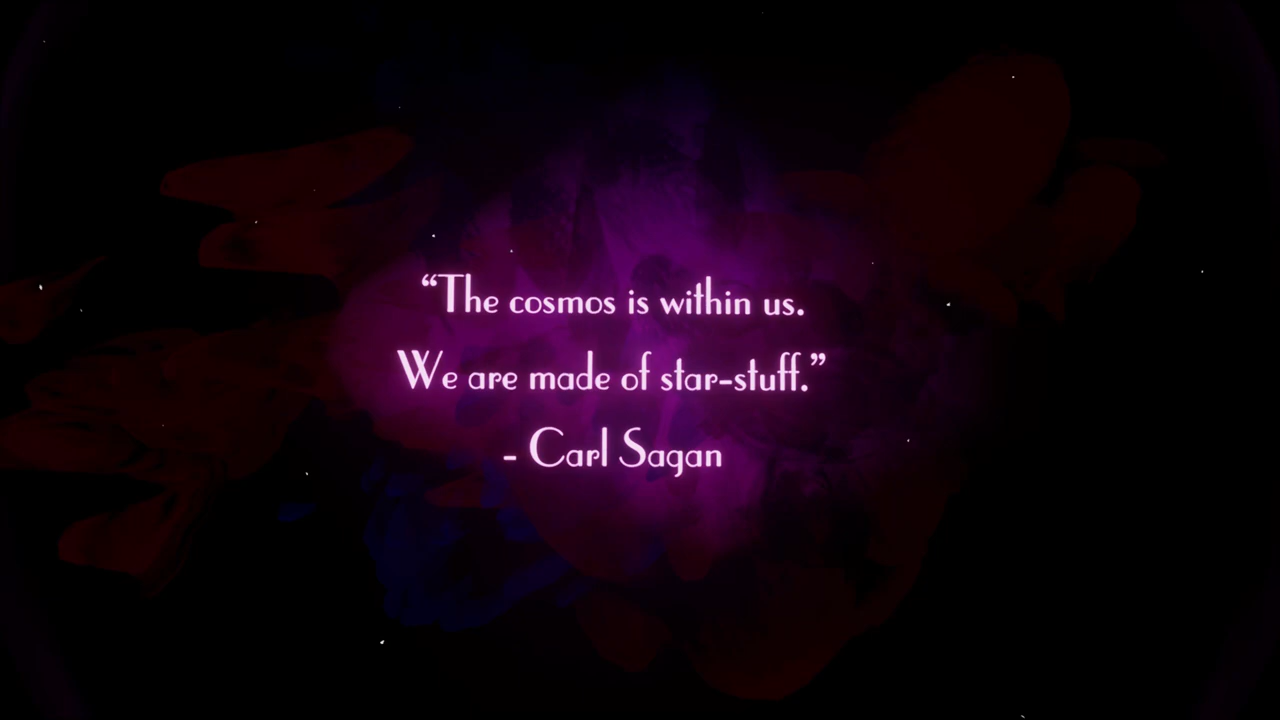 “The cosmos is within us.
We are made of star-stuff.”
- Carl Sagan